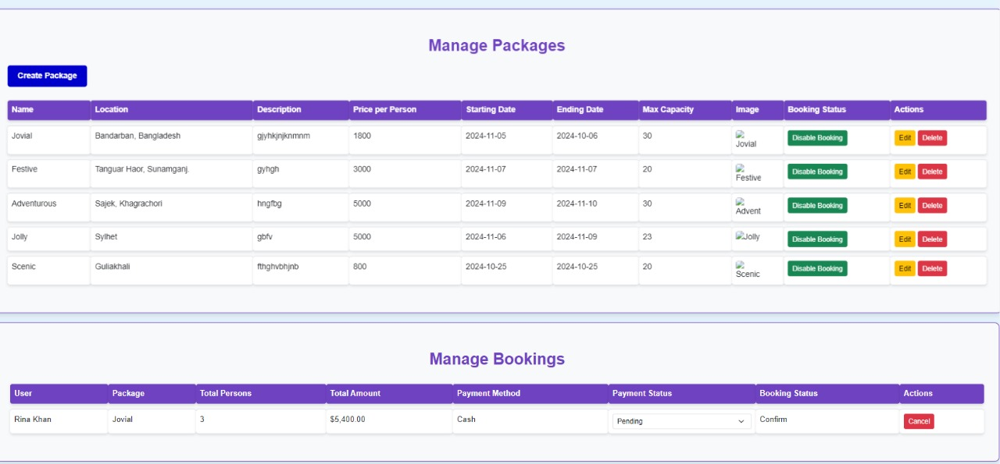 Manage Packages
Create Package
Name Location Description Price per Person Starting Date Ending Date Max Capacity Image Booking Status Actions
Jovial Bandarban, Bangladesh gjyhkjnjknmnm 1800 2024-11-05 2024-10-06 30 Jovial Disable Booking Edit Delete
Festive Tanguar Haor, Sunamganj. gyhgh 3000 2024-11-07 2024-11-07 20 Festive Disable Booking Edit Delete
Adventurous Sajek, Khagrachori hngfbg 5000 2024-11-09 2024-11-10 30 Advent Disable Booking Edit Delete
Jolly Sylhet gbfv 5000 2024-11-06 2024-11-09 23 Jolly Disable Booking Edit Delete
Scenic Guliakhali fthghvbhjnb 800 2024-10-25 2024-10-25 20 Scenic Disable Booking Edit Delete
Manage Bookings
User Package Total Persons Total Amount Payment Method Payment Status Booking Status Actions
Rina Khan Jovial 3 $5,400.00 Cash Pending Confirm Cancel